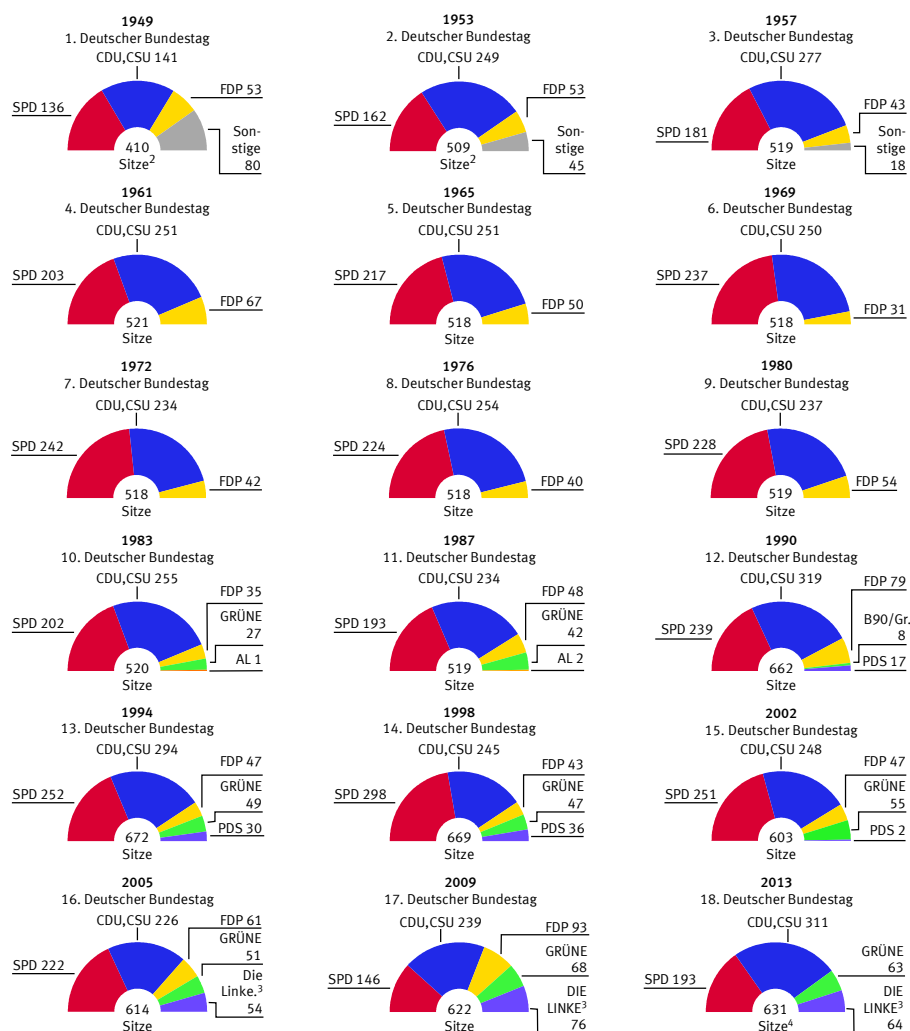 1949
1. Deutscher Bundestag
CDU,CSU 141
FDP 53
SPD 136
Son-
stige
80
410
Sitze²
1953
2. Deutscher Bundestag
CDU,CSU 249
FDP 53
SPD 162
Son-
stige
45
509
Sitze²
1957
3. Deutscher Bundestag
CDU,CSU 277
FDP 43
SPD 181
Son-
stige
18
519
Sitze
1961
4. Deutscher Bundestag
CDU,CSU 251
SPD 203
FDP 67
521
Sitze
1965
5. Deutscher Bundestag
CDU,CSU 251
SPD 217
FDP 50
518
Sitze
1969
6. Deutscher Bundestag
CDU,CSU 250
SPD 237
FDP 31
518
Sitze
1972
7. Deutscher Bundestag
CDU,CSU 234
SPD 242
FDP 42
518
Sitze
1976
8. Deutscher Bundestag
CDU,CSU 254
SPD 224
FDP 40
518
Sitze
1980
9. Deutscher Bundestag
CDU,CSU 237
SPD 228
FDP 54
519
Sitze
1983
10. Deutscher Bundestag
CDU,CSU 255
FDP 35
GRÜNE
27
SPD 202
AL 1
520
Sitze
1987
11. Deutscher Bundestag
CDU,CSU 234
FDP 48
GRÜNE
42
SPD 193
AL 2
519
Sitze
1990
12. Deutscher Bundestag
CDU,CSU 319
FDP 79
B90/Gr.
8
SPD 239
PDS 17
662
Sitze
1994
13. Deutscher Bundestag
CDU,CSU 294
FDP 47
GRÜNE
49
SPD 252
PDS 30
672
Sitze
1998
14. Deutscher Bundestag
CDU,CSU 245
FDP 43
GRÜNE
47
SPD 298
PDS 36
669
Sitze
2002
15. Deutscher Bundestag
CDU,CSU 248
FDP 47
GRÜNE
55
SPD 251
PDS 2
603
Sitze
2005
16. Deutscher Bundestag
CDU,CSU 226
FDP 61
GRÜNE
51
SPD 222
Die
Linke.³
54
614
Sitze
2009
17. Deutscher Bundestag
CDU,CSU 239
FDP 93
GRÜNE
68
SPD 146
DIE
LINKE³
76
622
Sitze
2013
18. Deutscher Bundestag
CDU,CSU 311
GRÜNE
63
SPD 193
DIE
LINKE³
64
631
Sitze⁴